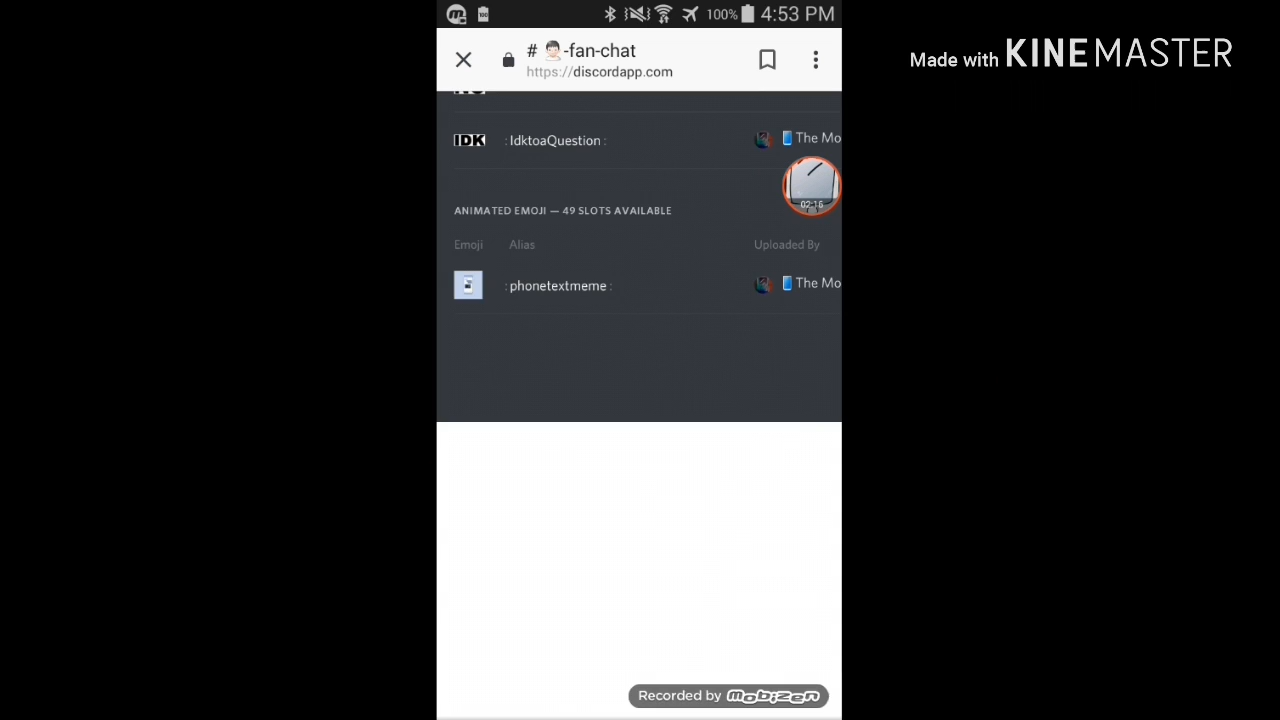 100% 4:53 PM
# -fan-chat
https://discordapp.com
Made with KINEMASTER
IDK :IdktoaQuestion: The Mo
02:15
ANIMATED EMOJI — 49 SLOTS AVAILABLE
Emoji Alias Uploaded By
:phonetextmeme: The Mo
Recorded by mobizen